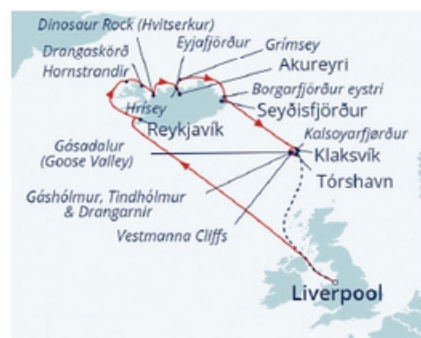 Dinosaur Rock (Hvitserkur)
Eyjafjörður
Grímsey
Drangaskörð
Akureyri
Hornstrandir
Borgarfjörður eystri
Hrísey
Seyðisfjörður
Reykjavík
Kalsoyarfjørður
Gásadalur
(Goose Valley)
Klaksvík
Tórshavn
Gáshólmur, Tindhólmur
& Drangarnir
Vestmanna Cliffs
Liverpool